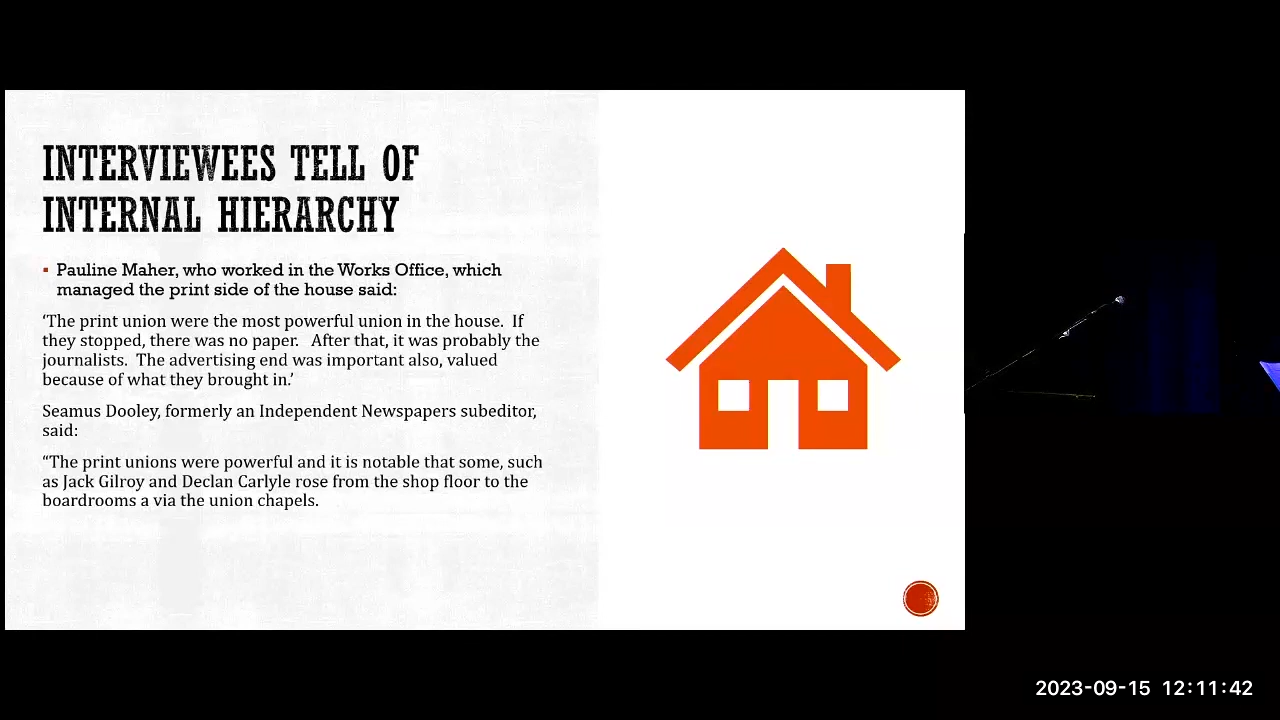 INTERVIEWEES TELL OF
INTERNAL HIERARCHY
▪ Pauline Maher, who worked in the Works Office, which
managed the print side of the house said:
‘The print union were the most powerful union in the house.  If
they stopped, there was no paper.   After that, it was probably the
journalists.  The advertising end was important also, valued
because of what they brought in.’
Seamus Dooley, formerly an Independent Newspapers subeditor,
said:
“The print unions were powerful and it is notable that some, such
as Jack Gilroy and Declan Carlyle rose from the shop floor to the
boardrooms a via the union chapels.
2023-09-15 12:11:42